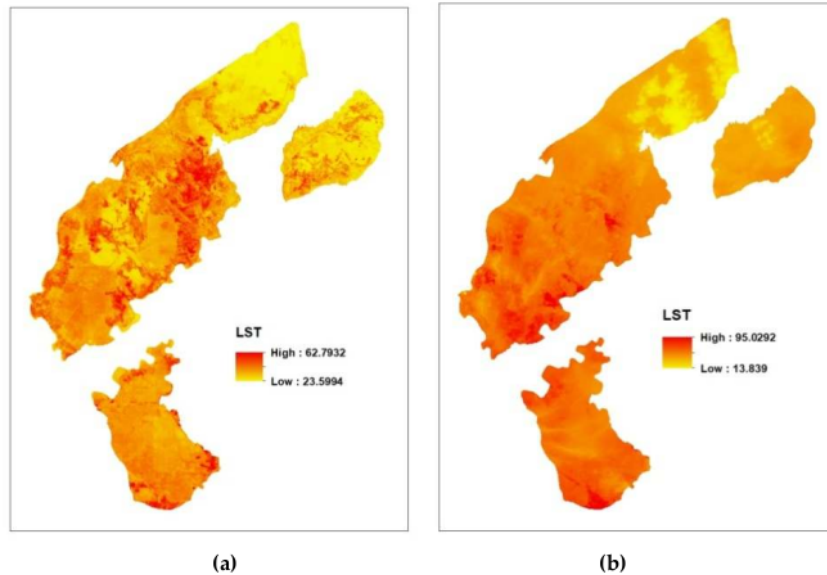 LST
High : 62.7932
Low : 23.5994
LST
High : 95.0292
Low : 13.839
(a)
(b)